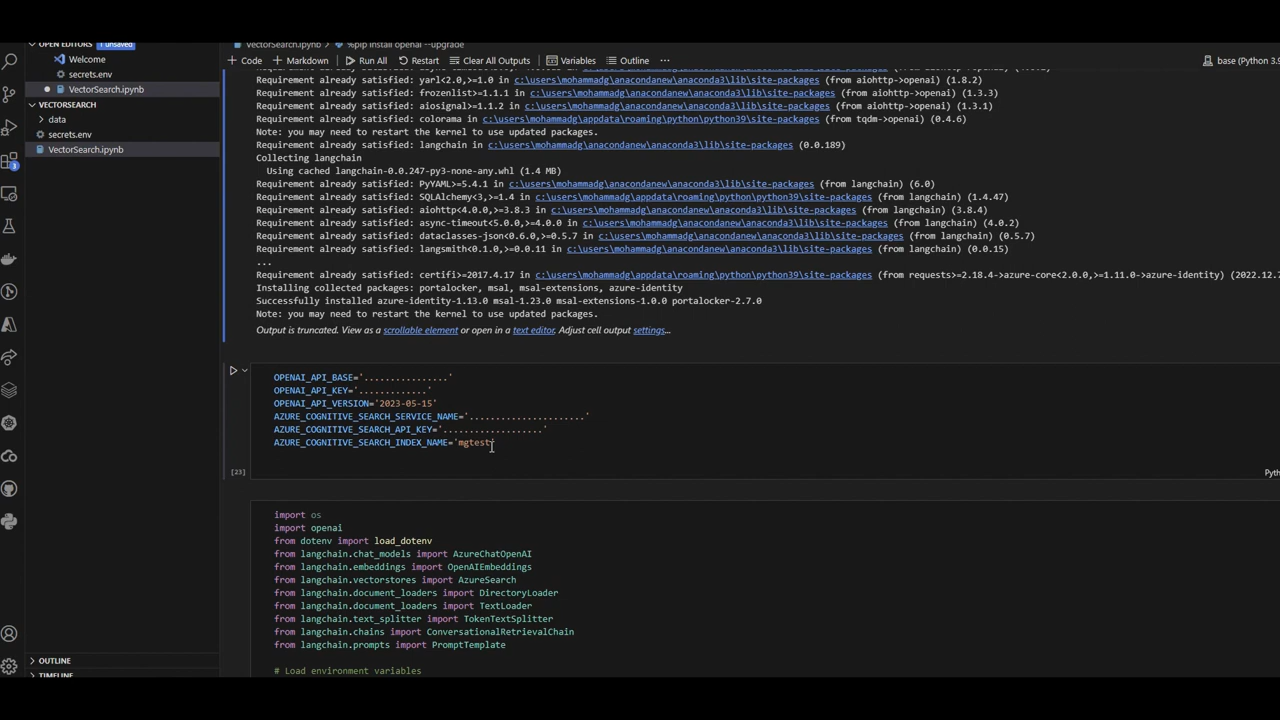 OPEN EDITORS 1 unsaved
Welcome
secrets.env
VectorSearch.ipynb
VECTORSEARCH
data
secrets.env
VectorSearch.ipynb
OUTLINE
TIMELINE
3
VectorSearch.ipynb > %pip install openai --upgrade
+ Code + Markdown Run All Restart Clear All Outputs Variables Outline ... base (Python 3.9
Requirement already satisfied: yarl<2.0,>=1.0 in c:\users\mohammadg\anacondanew\anaconda3\lib\site-packages (from aiohttp->openai) (1.8.2)
Requirement already satisfied: frozenlist>=1.1.1 in c:\users\mohammadg\anacondanew\anaconda3\lib\site-packages (from aiohttp->openai) (1.3.3)
Requirement already satisfied: aiosignal>=1.1.2 in c:\users\mohammadg\anacondanew\anaconda3\lib\site-packages (from aiohttp->openai) (1.3.1)
Requirement already satisfied: colorama in c:\users\mohammadg\appdata\roaming\python\python39\site-packages (from tqdm->openai) (0.4.6)
Note: you may need to restart the kernel to use updated packages.
Requirement already satisfied: langchain in c:\users\mohammadg\anacondanew\anaconda3\lib\site-packages (0.0.189)
Collecting langchain
Using cached langchain-0.0.247-py3-none-any.whl (1.4 MB)
Requirement already satisfied: PyYAML>=5.4.1 in c:\users\mohammadg\anacondanew\anaconda3\lib\site-packages (from langchain) (6.0)
Requirement already satisfied: SQLAlchemy<3,>=1.4 in c:\users\mohammadg\appdata\roaming\python\python39\site-packages (from langchain) (1.4.47)
Requirement already satisfied: aiohttp<4.0.0,>=3.8.3 in c:\users\mohammadg\anacondanew\anaconda3\lib\site-packages (from langchain) (3.8.4)
Requirement already satisfied: async-timeout<5.0.0,>=4.0.0 in c:\users\mohammadg\anacondanew\anaconda3\lib\site-packages (from langchain) (4.0.2)
Requirement already satisfied: dataclasses-json<0.6.0,>=0.5.7 in c:\users\mohammadg\anacondanew\anaconda3\lib\site-packages (from langchain) (0.5.7)
Requirement already satisfied: langsmith<0.1.0,>=0.0.11 in c:\users\mohammadg\anacondanew\anaconda3\lib\site-packages (from langchain) (0.0.15)
...
Requirement already satisfied: certifi>=2017.4.17 in c:\users\mohammadg\appdata\roaming\python\python39\site-packages (from requests>=2.18.4->azure-core<2.0.0,>=1.11.0->azure-identity) (2022.12.7
Installing collected packages: portalocker, msal, msal-extensions, azure-identity
Successfully installed azure-identity-1.13.0 msal-1.23.0 msal-extensions-1.0.0 portalocker-2.7.0
Note: you may need to restart the kernel to use updated packages.
Output is truncated. View as a scrollable element or open in a text editor. Adjust cell output settings...
OPENAI_API_BASE='................'
OPENAI_API_KEY='.............'
OPENAI_API_VERSION='2023-05-15'
AZURE_COGNITIVE_SEARCH_SERVICE_NAME='......................'
AZURE_COGNITIVE_SEARCH_API_KEY='...................'
AZURE_COGNITIVE_SEARCH_INDEX_NAME='mgtest'
[23]
Pyth
import os
import openai
from dotenv import load_dotenv
from langchain.chat_models import AzureChatOpenAI
from langchain.embeddings import OpenAIEmbeddings
from langchain.vectorstores import AzureSearch
from langchain.document_loaders import DirectoryLoader
from langchain.document_loaders import TextLoader
from langchain.text_splitter import TokenTextSplitter
from langchain.chains import ConversationalRetrievalChain
from langchain.prompts import PromptTemplate
# Load environment variables